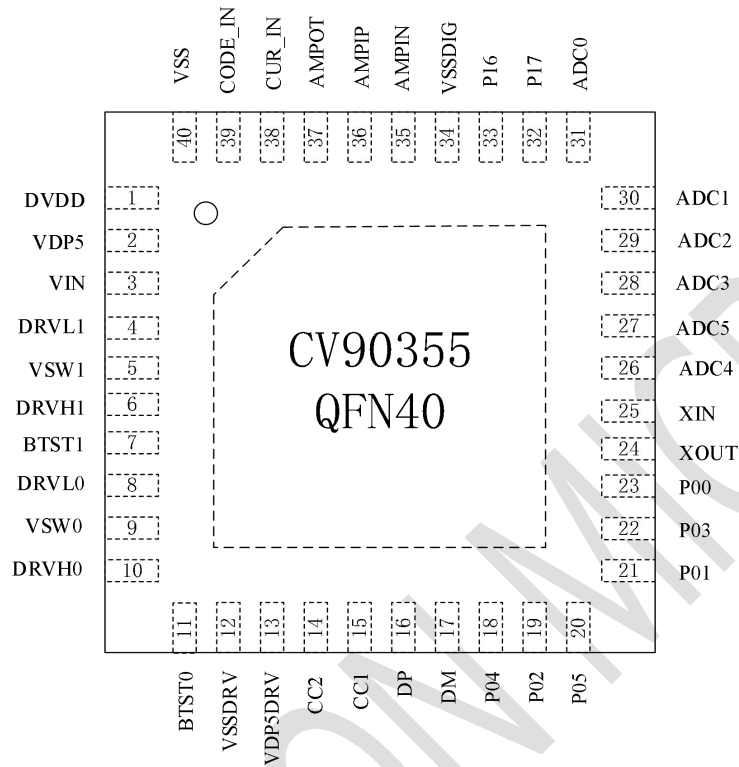 VSS CODE_IN CUR_IN AMPOT AMPIP AMPIN VSSDIG P16 P17 ADC0
40 39 38 37 36 35 34 33 32 31
DVDD 1
VDP5 2
VIN 3
DRVL1 4
VSW1 5
DRVH1 6
BTST1 7
DRVL0 8
VSW0 9
DRVH0 10
CV90355
QFN40
30 ADC1
29 ADC2
28 ADC3
27 ADC5
26 ADC4
25 XIN
24 XOUT
23 P00
22 P03
21 P01
11 12 13 14 15 16 17 18 19 20
BTST0 VSSDRV VDP5DRV CC2 CC1 DP DM P04 P02 P05